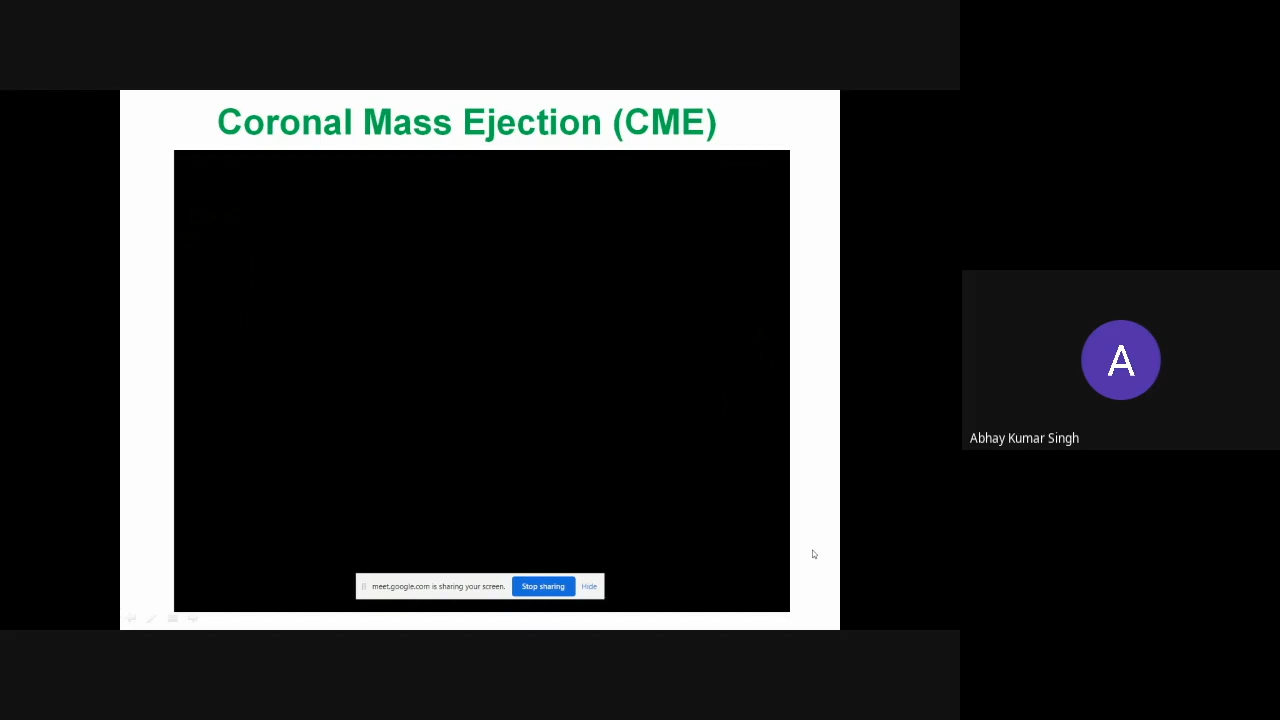 Coronal Mass Ejection (CME)
meet.google.com is sharing your screen. Stop sharing Hide
A
Abhay Kumar Singh